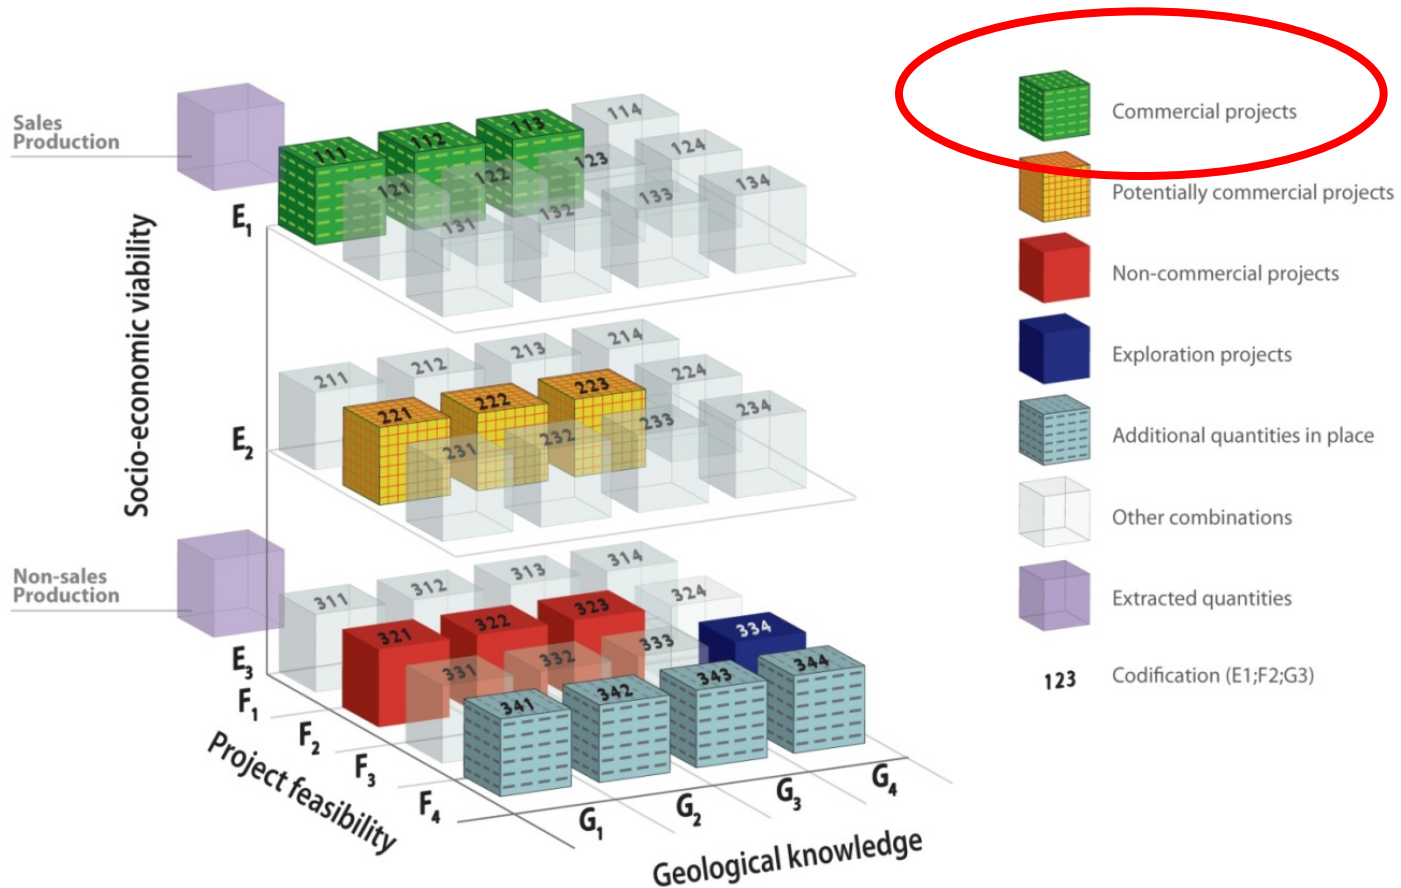 Sales
Production
Socio-economic viability
E1
111
112
113
114
121
122
123
124
131
132
133
134
E2
211
212
213
214
221
222
223
224
231
232
233
234
Non-sales
Production
E3
311
312
313
314
321
322
323
324
331
332
333
334
341
342
343
344
F1
F2
F3
F4
Project feasibility
G1
G2
G3
G4
Geological knowledge
Commercial projects
Potentially commercial projects
Non-commercial projects
Exploration projects
Additional quantities in place
Other combinations
Extracted quantities
123 Codification (E1;F2;G3)